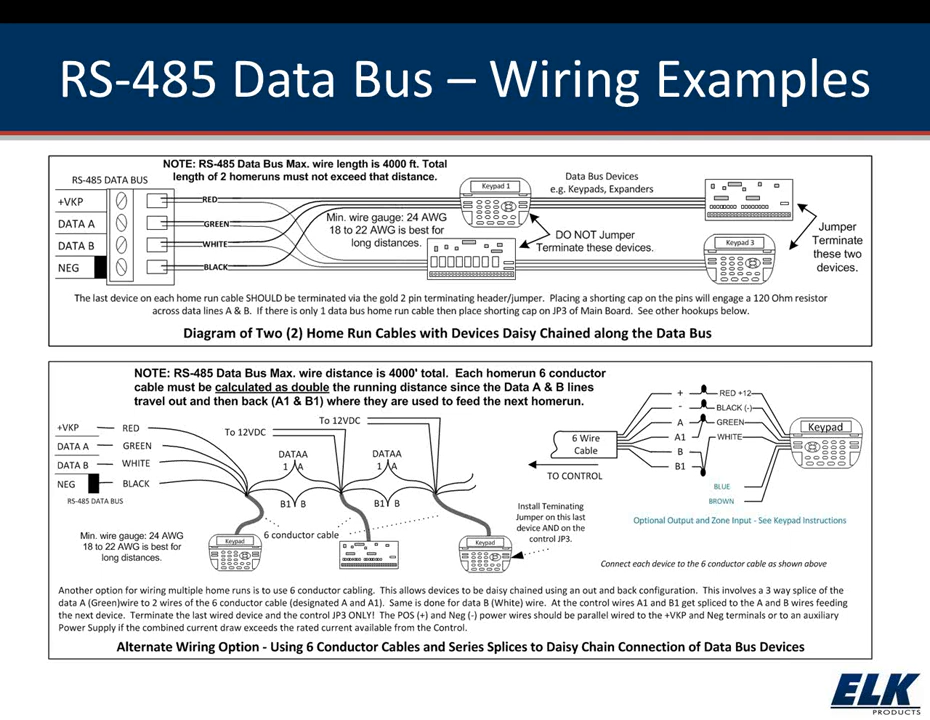 RS-485 Data Bus – Wiring Examples
NOTE: RS-485 Data Bus Max. wire length is 4000 ft. Total
length of 2 homeruns must not exceed that distance.
RS-485 DATA BUS
+VKP
DATA A
DATA B
NEG
RED
GREEN
WHITE
BLACK
Min. wire gauge: 24 AWG
18 to 22 AWG is best for
long distances.
Keypad 1
Data Bus Devices
e.g. Keypads, Expanders
DO NOT Jumper
Terminate these devices.
Keypad 3
Jumper
Terminate
these two
devices.
The last device on each home run cable SHOULD be terminated via the gold 2 pin terminating header/jumper. Placing a shorting cap on the pins will engage a 120 Ohm resistor
across data lines A & B. If there is only 1 data bus home run cable then place shorting cap on JP3 of Main Board. See other hookups below.
Diagram of Two (2) Home Run Cables with Devices Daisy Chained along the Data Bus
NOTE: RS-485 Data Bus Max. wire distance is 4000' total. Each homerun 6 conductor
cable must be calculated as double the running distance since the Data A & B lines
travel out and then back (A1 & B1) where they are used to feed the next homerun.
+VKP RED
DATA A GREEN
DATA B WHITE
NEG BLACK
RS-485 DATA BUS
To 12VDC
To 12VDC
DATAA
1 A
DATAA
1 A
B1 B
B1 B
6 conductor cable
Min. wire gauge: 24 AWG
18 to 22 AWG is best for
long distances.
Keypad
Keypad
Install Teminating
Jumper on this last
device AND on the
control JP3.
6 Wire
Cable
TO CONTROL
+ RED +12
- BLACK (-)
A GREEN
A1 WHITE
B
B1
BLUE
BROWN
Keypad
Optional Output and Zone Input - See Keypad Instructions
Connect each device to the 6 conductor cable as shown above
Another option for wiring multiple home runs is to use 6 conductor cabling. This allows devices to be daisy chained using an out and back configuration. This involves a 3 way splice of the
data A (Green)wire to 2 wires of the 6 conductor cable (designated A and A1). Same is done for data B (White) wire. At the control wires A1 and B1 get spliced to the A and B wires feeding
the next device. Terminate the last wired device and the control JP3 ONLY! The POS (+) and Neg (-) power wires should be parallel wired to the +VKP and Neg terminals or to an auxiliary
Power Supply if the combined current draw exceeds the rated current available from the Control.
Alternate Wiring Option - Using 6 Conductor Cables and Series Splices to Daisy Chain Connection of Data Bus Devices
ELK
PRODUCTS